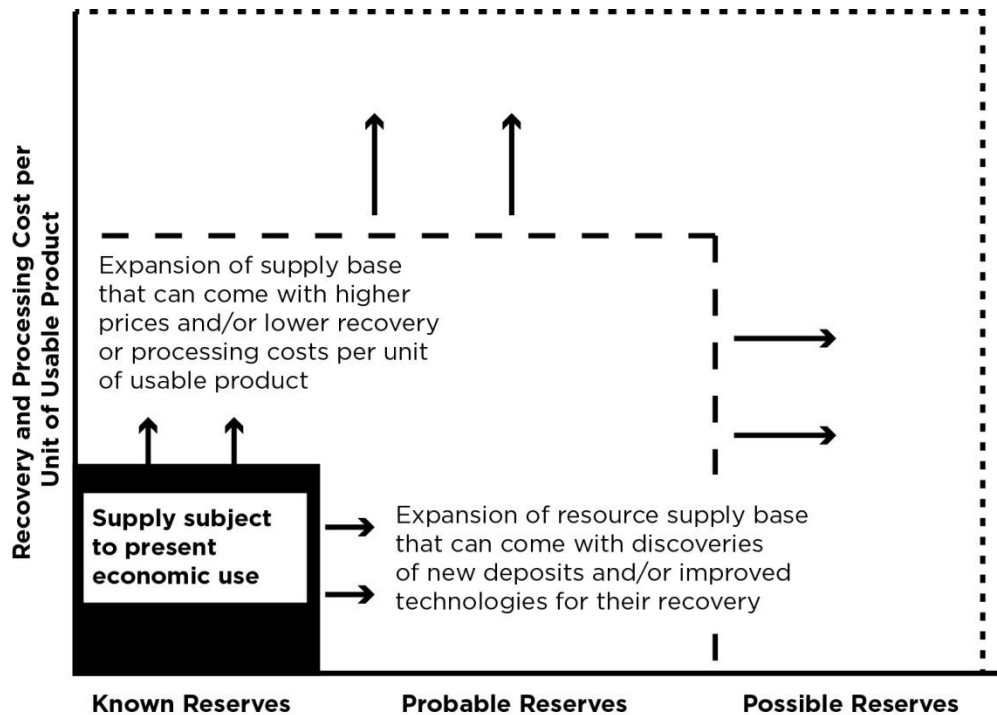 Recovery and Processing Cost per
Unit of Usable Product
Expansion of supply base
that can come with higher
prices and/or lower recovery
or processing costs per unit
of usable product
Supply subject
to present
economic use
Expansion of resource supply base
that can come with discoveries
of new deposits and/or improved
technologies for their recovery
Known Reserves
Probable Reserves
Possible Reserves